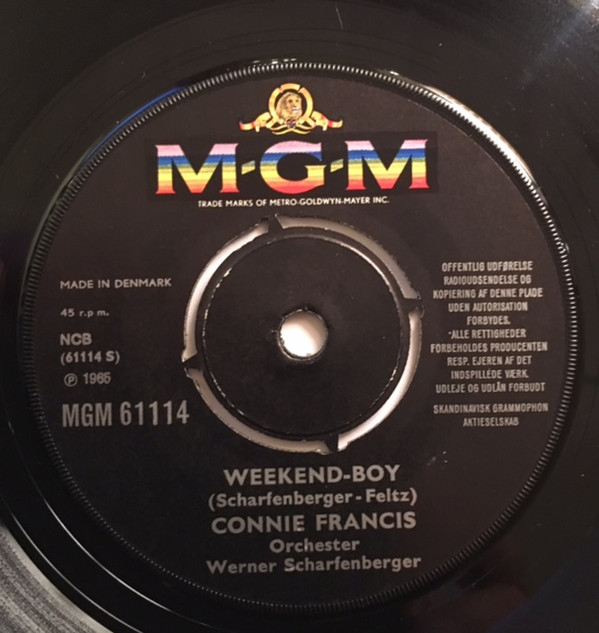 M-G-M
TRADE MARKS OF METRO-GOLDWYN-MAYER INC.
MADE IN DENMARK
45 r.p.m.
NCB
(61114 S)
Ⓟ 1965
MGM 61114
OFFENTLIG UDFØRELSE
RADIOUDSENDELSE OG
KOPIERING AF DENNE PLADE
UDEN AUTORISATION
FORBYDES.
ALLE RETTIGHEDER
FORBEHOLDES PRODUCENTEN
RESP. EJEREN AF DET
INDSPILLEDE VÆRK.
UDLEJE OG UDLÅN FORBUDT
SKANDINAVISK GRAMMOPHON
AKTIESELSKAB
WEEKEND-BOY
(Scharfenberger - Feltz)
CONNIE FRANCIS
Orchester
Werner Scharfenberger